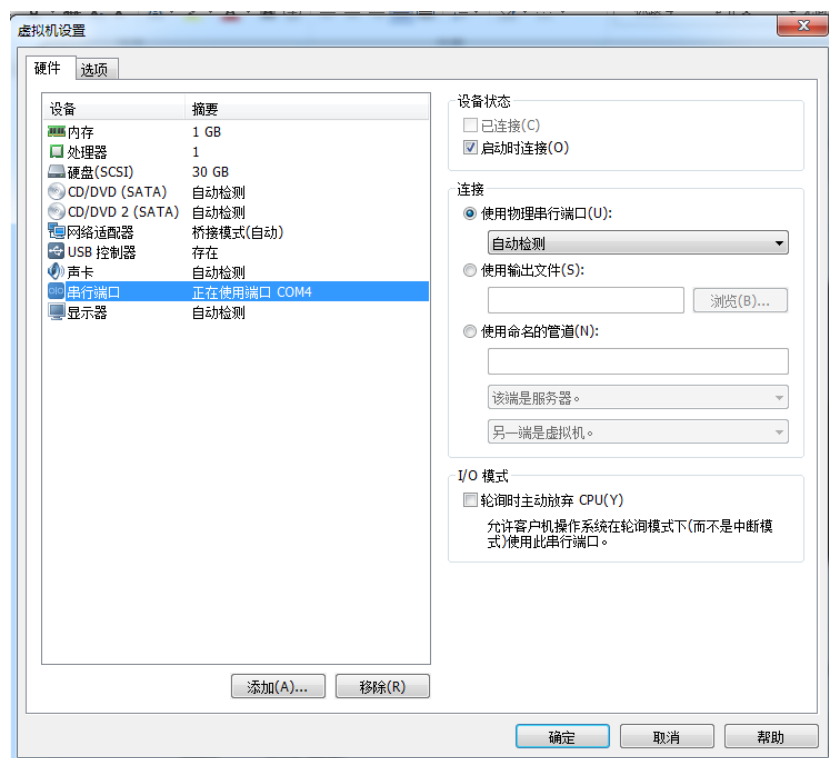 虚拟机设置
硬件 选项
设备 摘要
内存 1 GB
处理器 1
硬盘(SCSI) 30 GB
CD/DVD (SATA) 自动检测
CD/DVD 2 (SATA) 自动检测
网络适配器 桥接模式(自动)
USB 控制器 存在
声卡 自动检测
串行端口 正在使用端口 COM4
显示器 自动检测
添加(A)... 移除(R)
设备状态
已连接(C)
启动时连接(O)
连接
使用物理串行端口(U):
自动检测
使用输出文件(S):
浏览(B)...
使用命名的管道(N):
该端是服务器。
另一端是虚拟机。
I/O 模式
轮询时主动放弃 CPU(Y)
允许客户机操作系统在轮询模式下(而不是中断模
式)使用此串行端口。
确定 取消 帮助